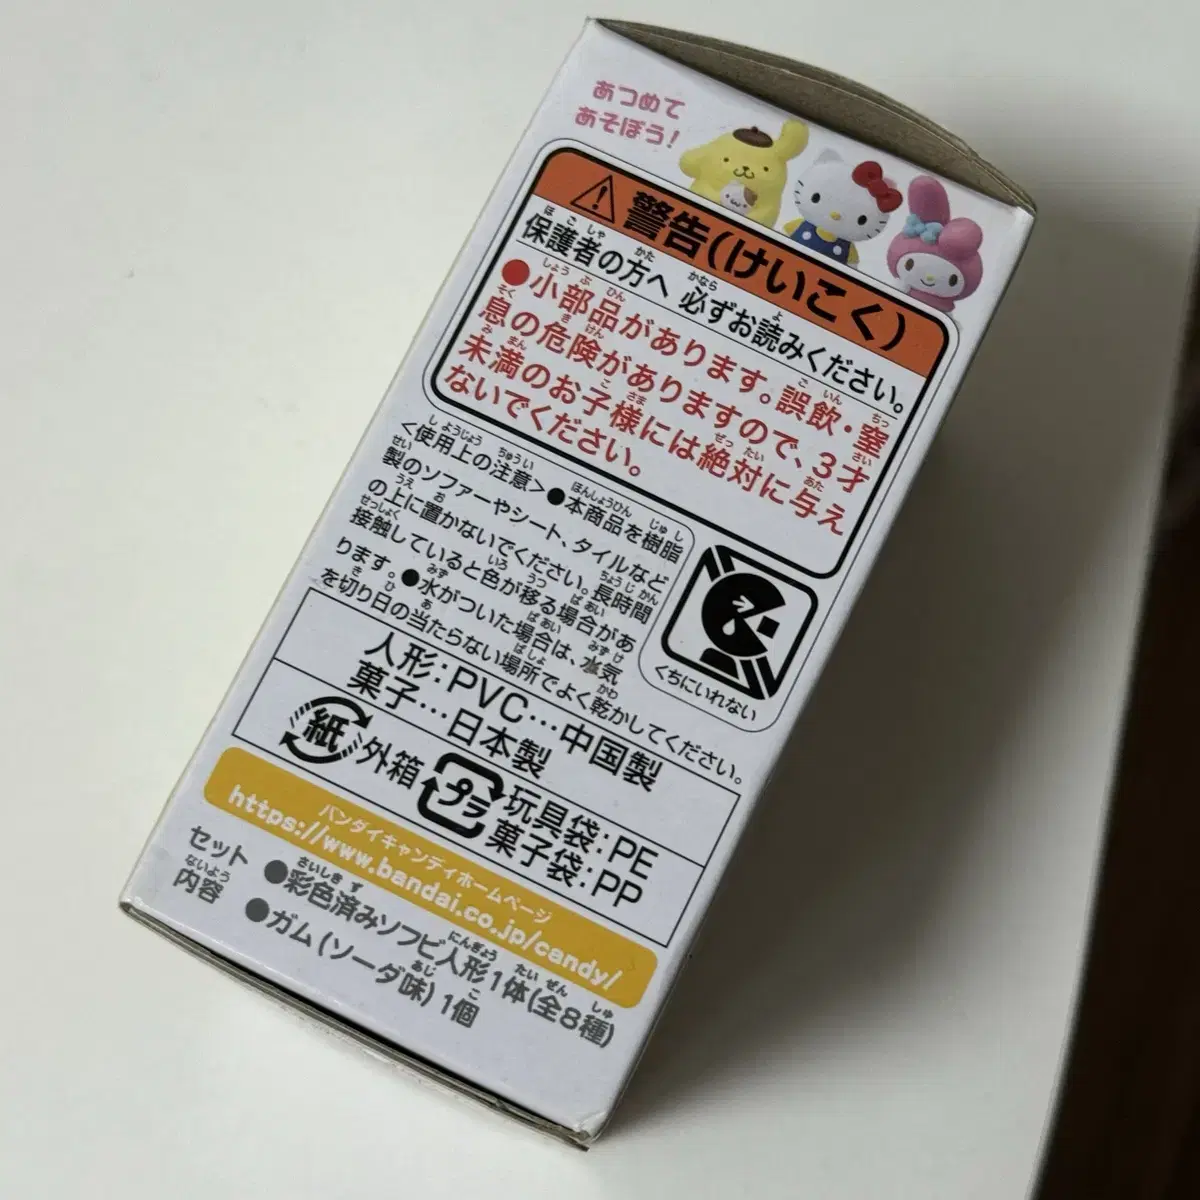 あつめて
あそぼう!
警告(けいこく)
保護者の方へ 必ずお読みください。
●小部品があります。誤飲・窒
息の危険がありますので、3才
未満のお子様には絶対に与え
ないでください。
<使用上の注意>●本商品を樹脂
製のソファーやシート、タイルなど
の上に置かないでください。長時間
接触していると色が移る場合があ
ります。●水がついた場合は、水気
を切り日の当たらない場所でよく乾かしてください。
くちにいれない
人形:PVC…中国製
菓子…日本製
紙 外箱
プラ 玩具袋:PE
菓子袋:PP
バンダイキャンディホームページ
https://www.bandai.co.jp/candy/
セット
内容
●彩色済みソフビ人形1体(全8種)
●ガム(ソーダ味)1個